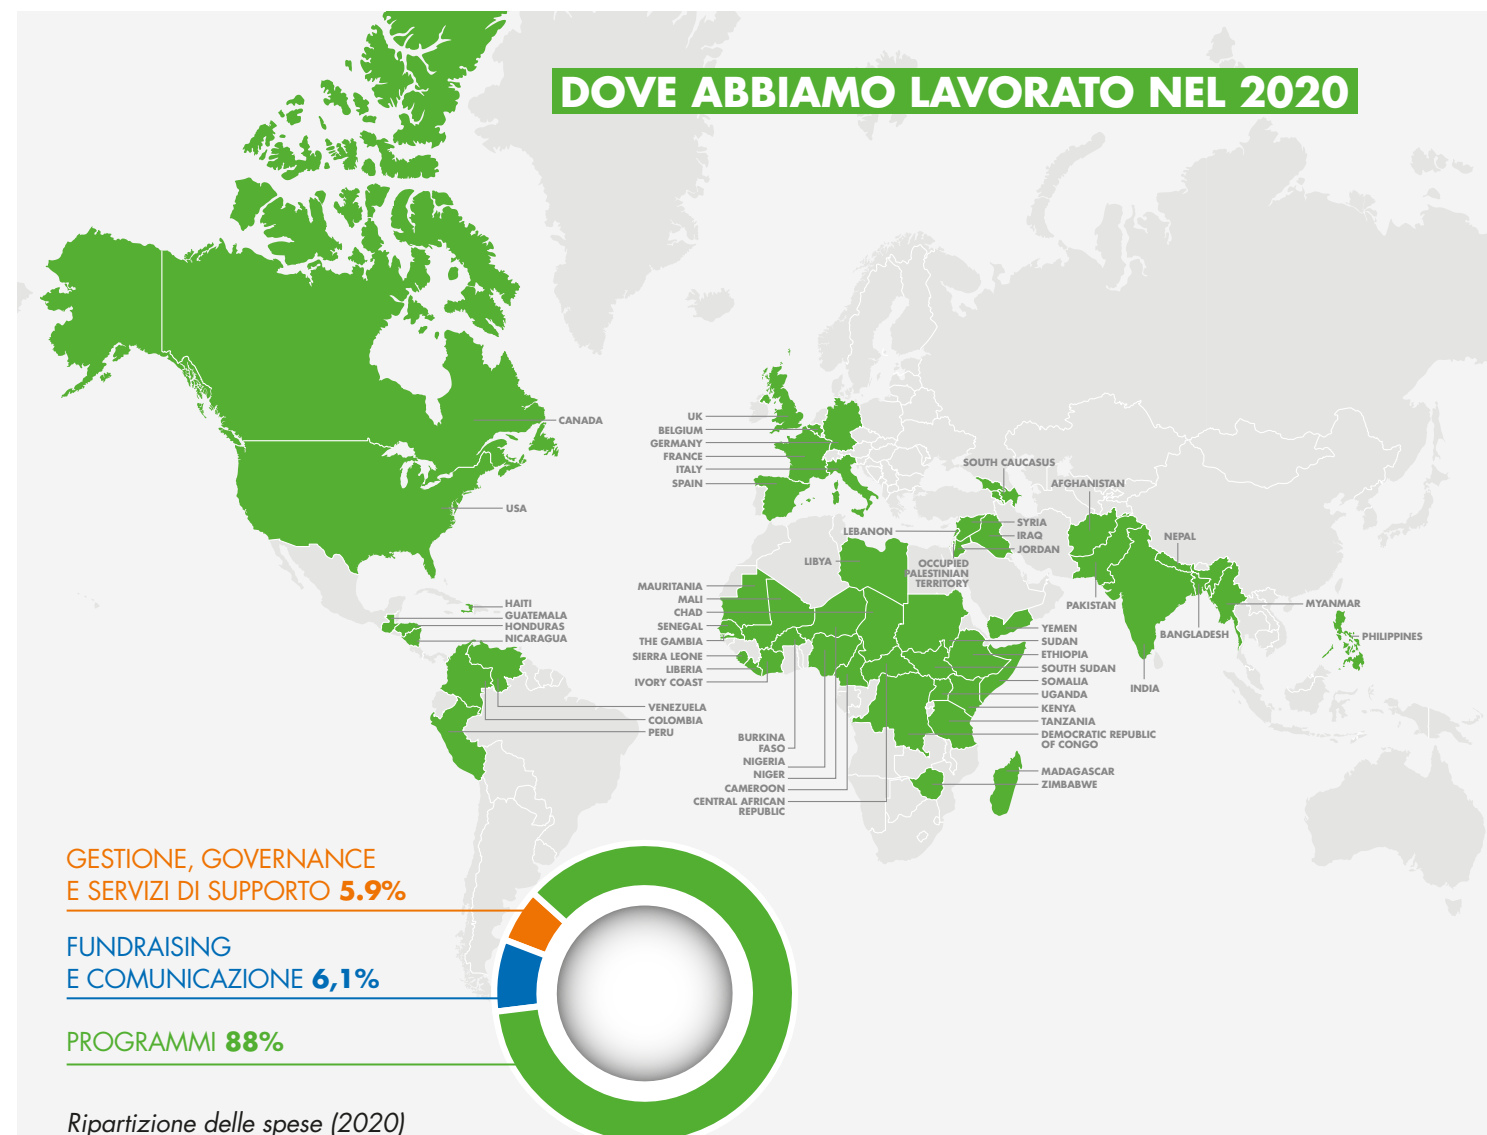 DOVE ABBIAMO LAVORATO NEL 2020
CANADA
USA
HAITI
GUATEMALA
HONDURAS
NICARAGUA
VENEZUELA
COLOMBIA
PERU
UK
BELGIUM
GERMANY
FRANCE
ITALY
SPAIN
SOUTH CAUCASUS
AFGHANISTAN
LEBANON
SYRIA
IRAQ
JORDAN
NEPAL
LIBYA
OCCUPIED
PALESTINIAN
TERRITORY
MAURITANIA
MALI
CHAD
SENEGAL
THE GAMBIA
SIERRA LEONE
LIBERIA
IVORY COAST
PAKISTAN
BANGLADESH
MYANMAR
PHILIPPINES
INDIA
YEMEN
SUDAN
ETHIOPIA
SOUTH SUDAN
SOMALIA
UGANDA
KENYA
TANZANIA
DEMOCRATIC REPUBLIC
OF CONGO
MADAGASCAR
ZIMBABWE
BURKINA
FASO
NIGERIA
NIGER
CAMEROON
CENTRAL AFRICAN
REPUBLIC
GESTIONE, GOVERNANCE
E SERVIZI DI SUPPORTO 5.9%
FUNDRAISING
E COMUNICAZIONE 6,1%
PROGRAMMI 88%
Ripartizione delle spese (2020)